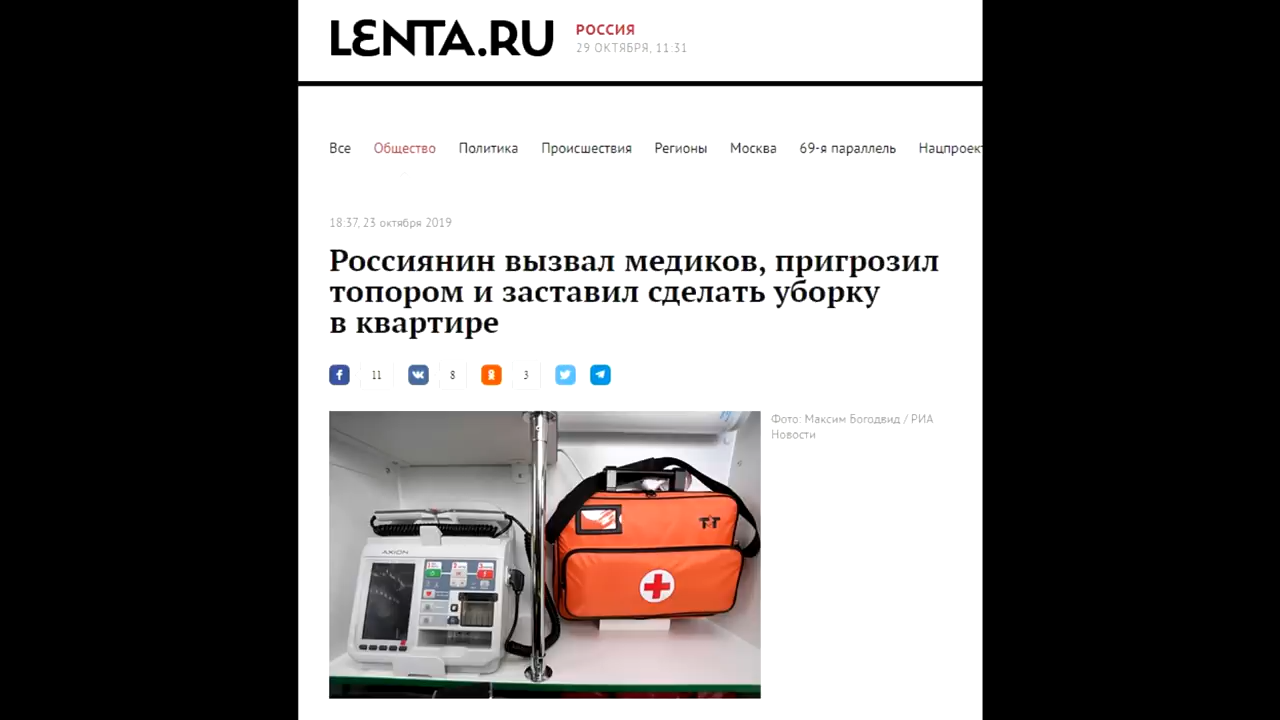 LENTA.RU
РОССИЯ
29 ОКТЯБРЯ, 11:31
Все Общество Политика Происшествия Регионы Москва 69-я параллель Нацпроект
18:37, 23 октября 2019
Россиянин вызвал медиков, пригрозил
топором и заставил сделать уборку
в квартире
11 8 3
Фото: Максим Богодвид / РИА
Новости
AXION